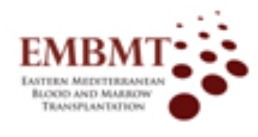 EMBMT
EASTERN MEDITERRANEAN
BLOOD AND MARROW
TRANSPLANTATION